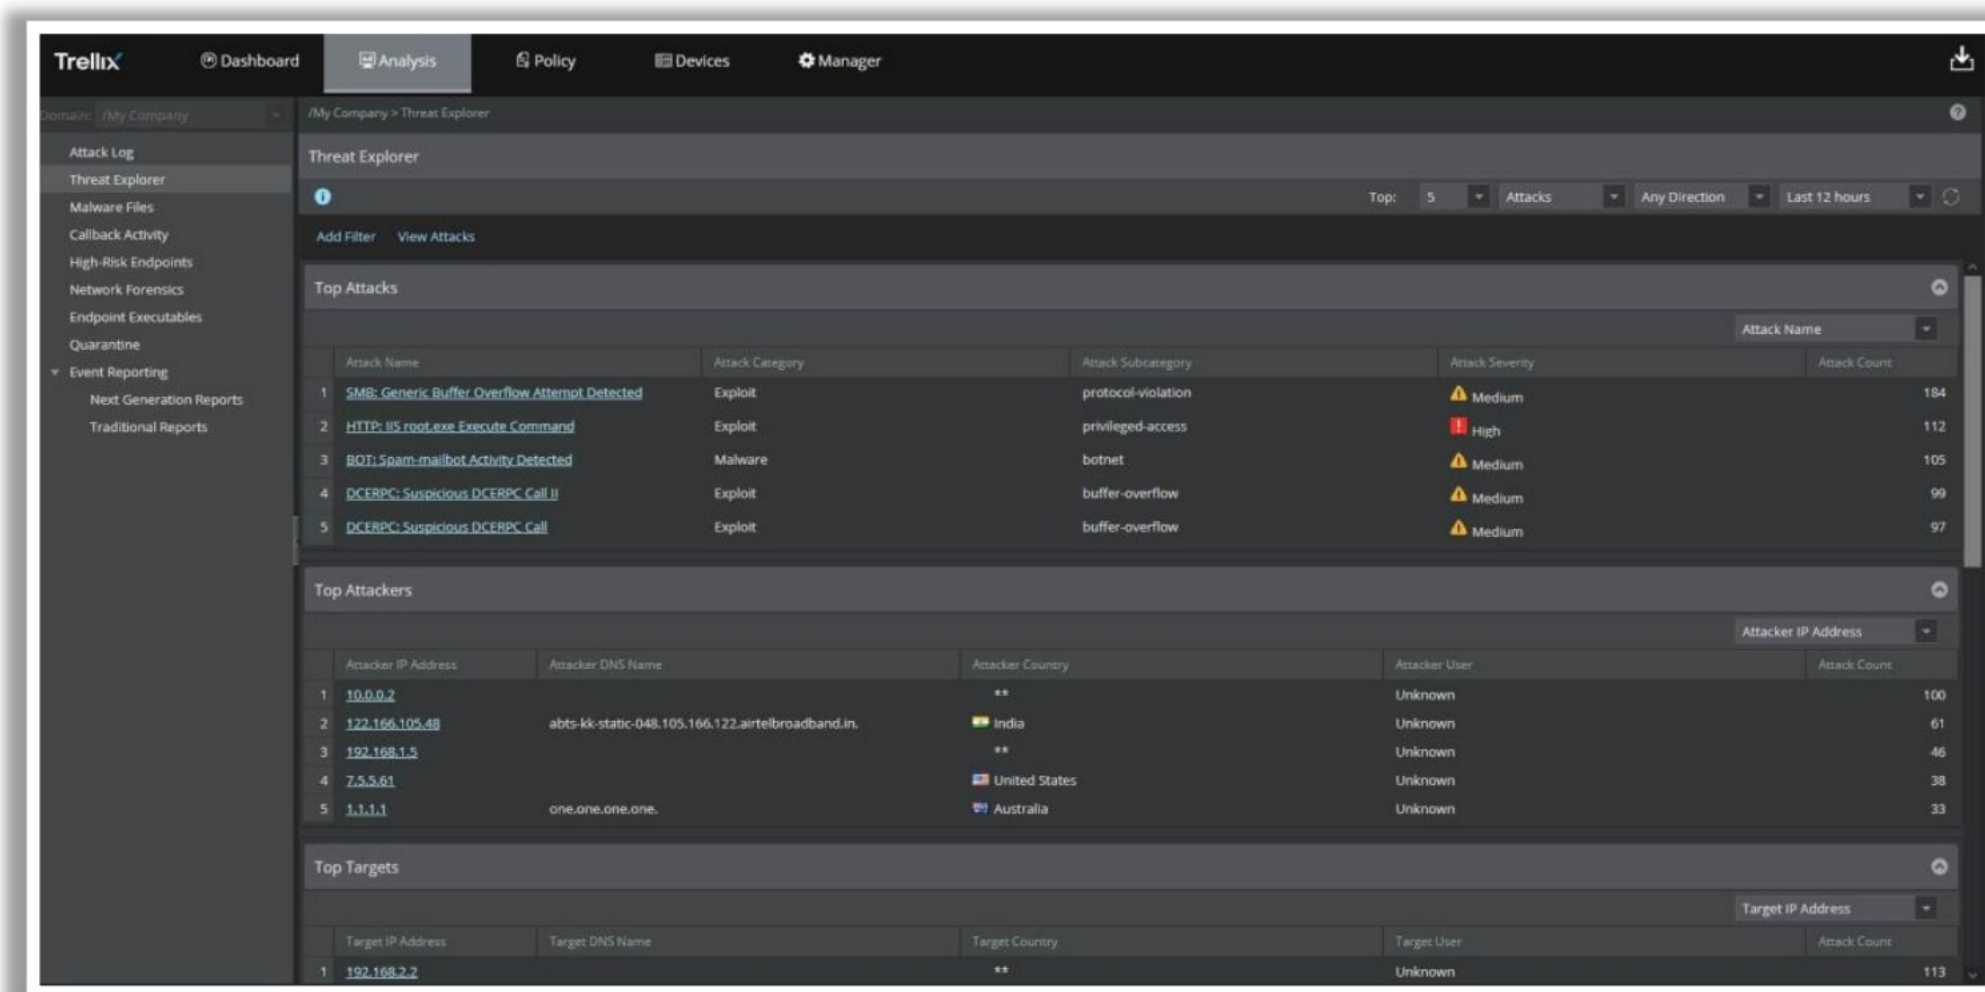 Trellix Dashboard Analysis Policy Devices Manager
Domain: /My Company
/My Company > Threat Explorer
Attack Log
Threat Explorer
Malware Files
Callback Activity
High-Risk Endpoints
Network Forensics
Endpoint Executables
Quarantine
Event Reporting
Next Generation Reports
Traditional Reports
Threat Explorer
Top: 5 Attacks Any Direction Last 12 hours
Add Filter View Attacks
Top Attacks
Attack Name
Attack Name Attack Category Attack Subcategory Attack Severity Attack Count
1 SMB: Generic Buffer Overflow Attempt Detected Exploit protocol-violation Medium 184
2 HTTP: IIS root.exe Execute Command Exploit privileged-access High 112
3 BOT: Spam-mailbot Activity Detected Malware botnet Medium 105
4 DCERPC: Suspicious DCERPC Call II Exploit buffer-overflow Medium 99
5 DCERPC: Suspicious DCERPC Call Exploit buffer-overflow Medium 97
Top Attackers
Attacker IP Address
Attacker IP Address Attacker DNS Name Attacker Country Attacker User Attack Count
1 10.0.0.2 ** Unknown 100
2 122.166.105.48 abts-kk-static-048.105.166.122.airtelbroadband.in. India Unknown 61
3 192.168.1.5 ** Unknown 46
4 7.5.5.61 United States Unknown 38
5 1.1.1.1 one.one.one.one. Australia Unknown 33
Top Targets
Target IP Address
Target IP Address Target DNS Name Target Country Target User Attack Count
1 192.168.2.2 ** Unknown 113